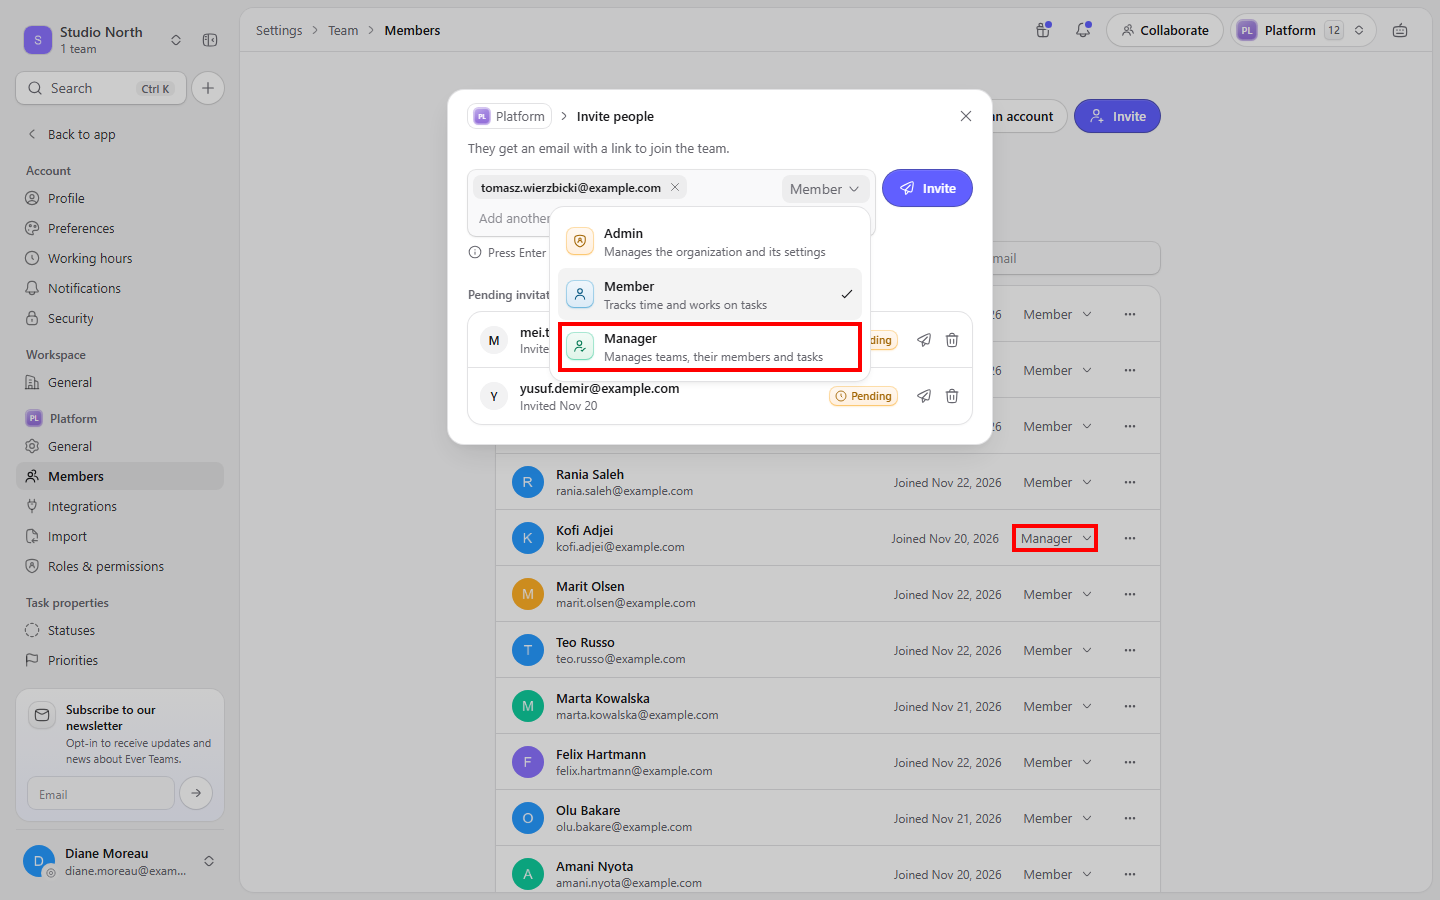 Studio North
1 team
Search
Ctrl K
Back to app
Account
Profile
Preferences
Working hours
Notifications
Security
Workspace
General
PL Platform
General
Members
Integrations
Import
Roles & permissions
Task properties
Statuses
Priorities
Subscribe to our
newsletter
Opt-in to receive updates and
news about Ever Teams.
Email
D
Diane Moreau
diane.moreau@exam...
S
Settings > Team > Members
Collaborate
PL Platform 12
an account
Invite
mail
PL Platform > Invite people
They get an email with a link to join the team.
tomasz.wierzbicki@example.com
Member
Invite
Add another
Press Enter
Admin
Manages the organization and its settings
Member
Tracks time and works on tasks
Manager
Manages teams, their members and tasks
Pending invitat
M
mei.t
Invite
ding
Y
yusuf.demir@example.com
Invited Nov 20
Pending
Member
Member
26 Member
R
Rania Saleh
rania.saleh@example.com
Joined Nov 22, 2026
Member
K
Kofi Adjei
kofi.adjei@example.com
Joined Nov 20, 2026
Manager
M
Marit Olsen
marit.olsen@example.com
Joined Nov 22, 2026
Member
T
Teo Russo
teo.russo@example.com
Joined Nov 22, 2026
Member
M
Marta Kowalska
marta.kowalska@example.com
Joined Nov 21, 2026
Member
F
Felix Hartmann
felix.hartmann@example.com
Joined Nov 22, 2026
Member
O
Olu Bakare
olu.bakare@example.com
Joined Nov 21, 2026
Member
A
Amani Nyota
amani.nyota@example.com
Joined Nov 20, 2026
Member